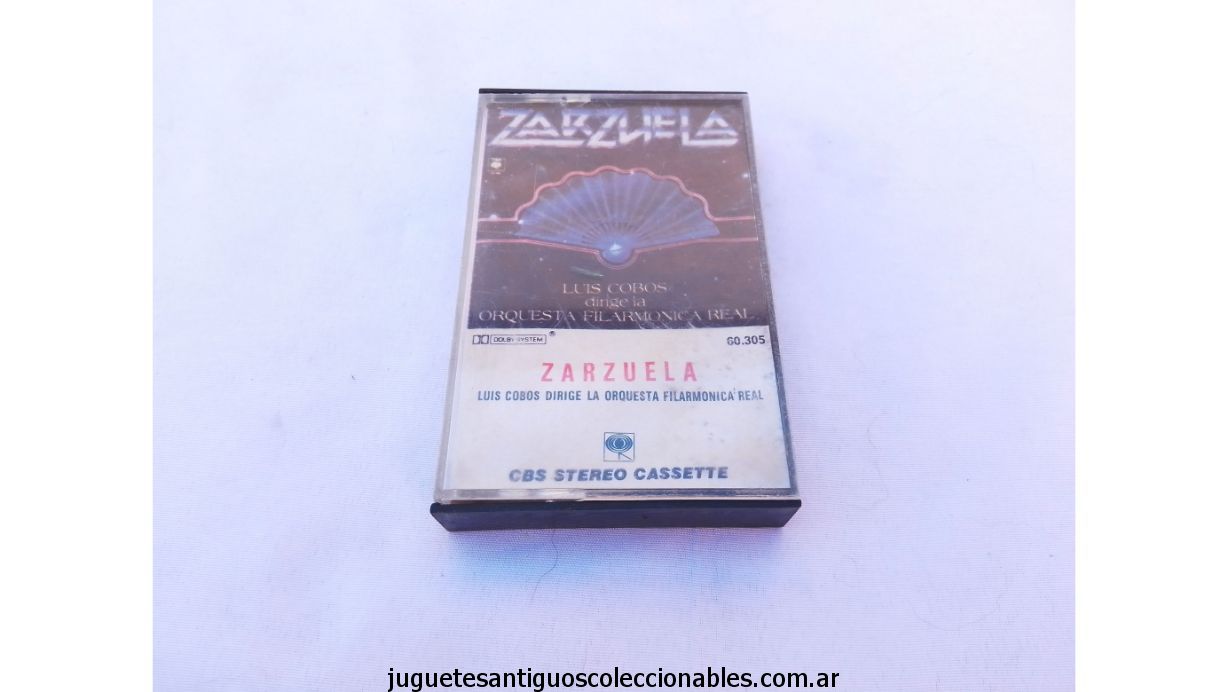 ZARZUELA
LUIS COBOS
dirige la
ORQUESTA FILARMONICA REAL
DOLBY SYSTEM ®
60.305
ZARZUELA
LUIS COBOS DIRIGE LA ORQUESTA FILARMONICA REAL
CBS STEREO CASSETTE
juguetesantiguoscoleccionables.com.ar